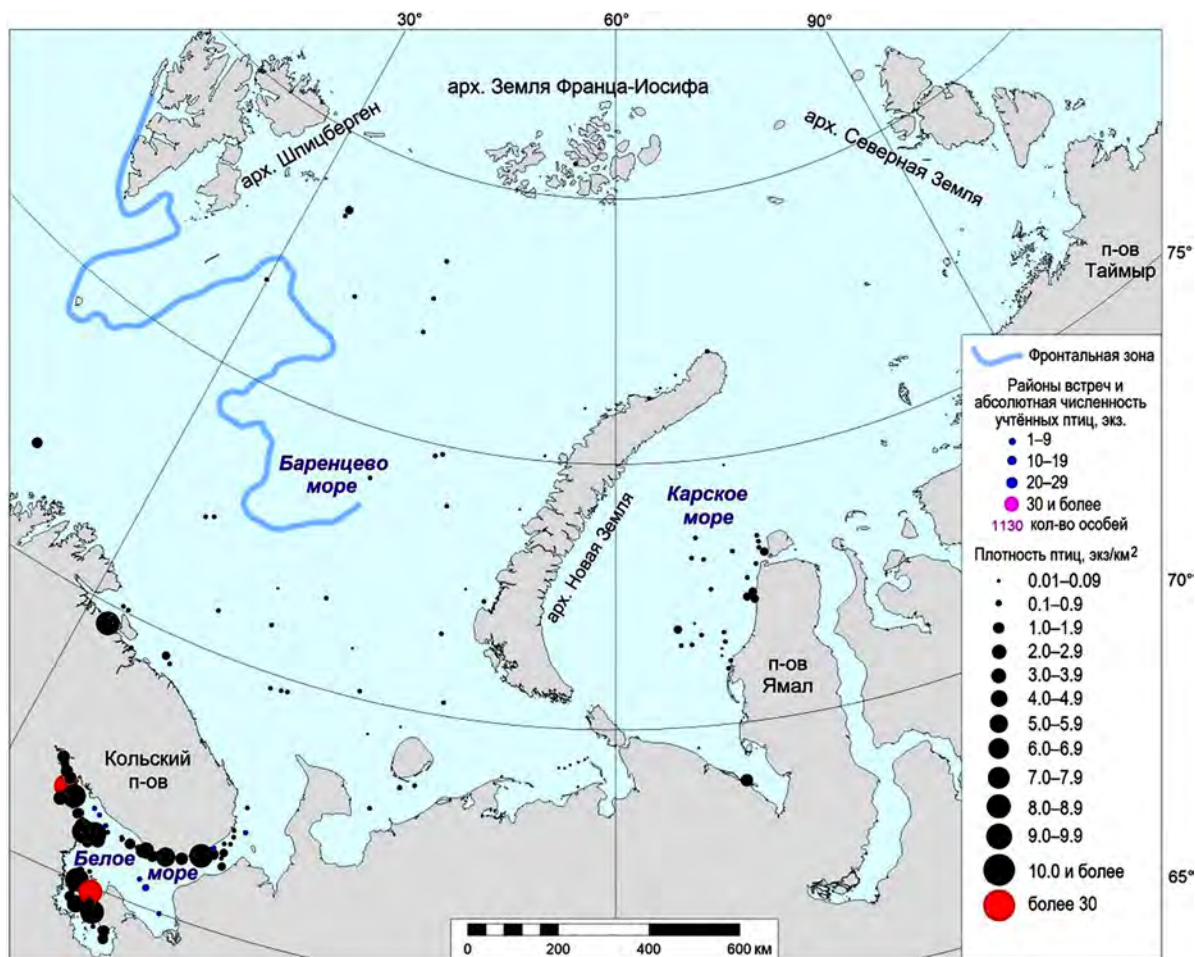 30°
60°
90°
арх. Земля Франца-Иосифа
арх. Шпицберген
арх. Северная Земля
п-ов
Таймыр
75°
Баренцево
море
Карское
море
арх. Новая Земля
п-ов
Ямал
70°
Кольский
п-ов
Белое
море
65°
Фронтальная зона
Районы встреч и
абсолютная численность
учтённых птиц, экз.
1–9
10–19
20–29
30 и более
1130 кол-во особей
Плотность птиц, экз/км²
0.01–0.09
0.1–0.9
1.0–1.9
2.0–2.9
3.0–3.9
4.0–4.9
5.0–5.9
6.0–6.9
7.0–7.9
8.0–8.9
9.0–9.9
10.0 и более
более 30
0 200 400 600 км